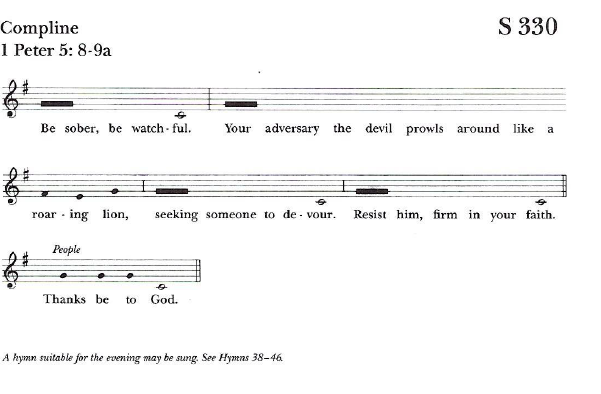 Compline S 330
1 Peter 5: 8-9a
Be sober, be watch - ful. Your adversary the devil prowls around like a
roar - ing lion, seeking someone to de - vour. Resist him, firm in your faith.
People
Thanks be to God.
A hymn suitable for the evening may be sung. See Hymns 38–46.